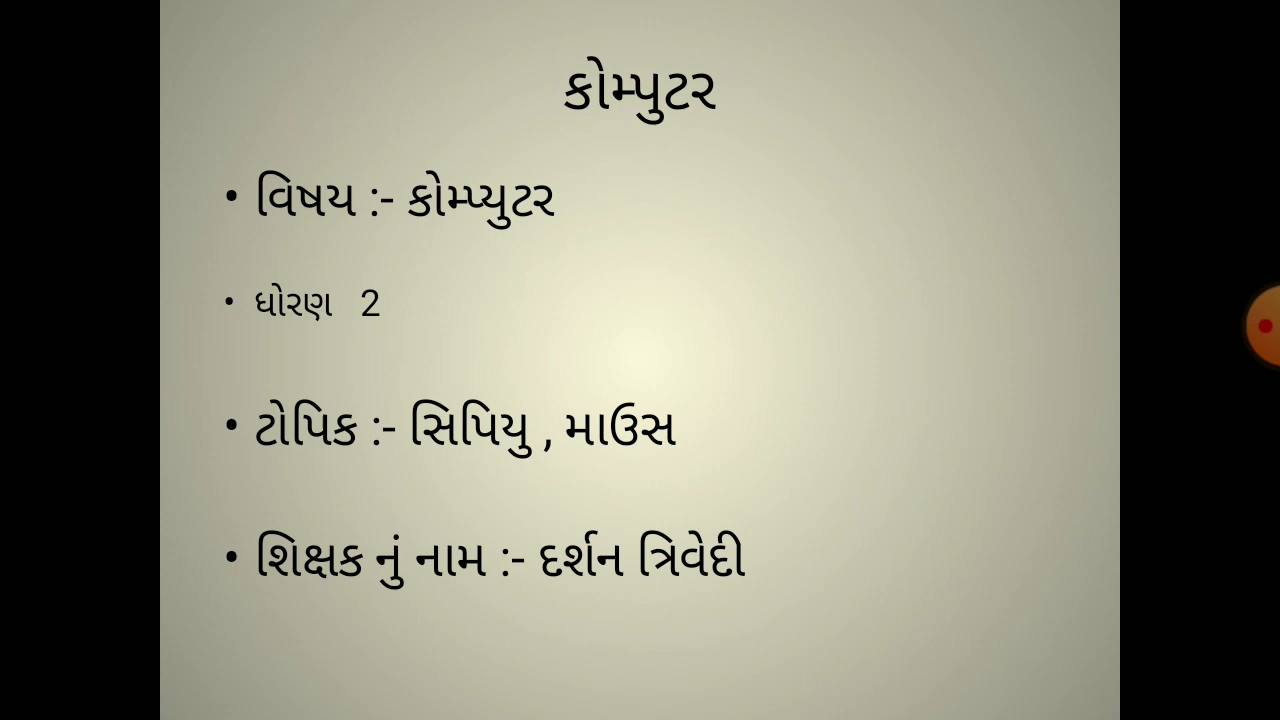 કોમ્પુટર
• વિષય :- કોમ્પ્યુટર
• ધોરણ 2
• ટોપિક :- સિપિયુ , માઉસ
• શિક્ષક નું નામ :- દર્શન ત્રિવેદી